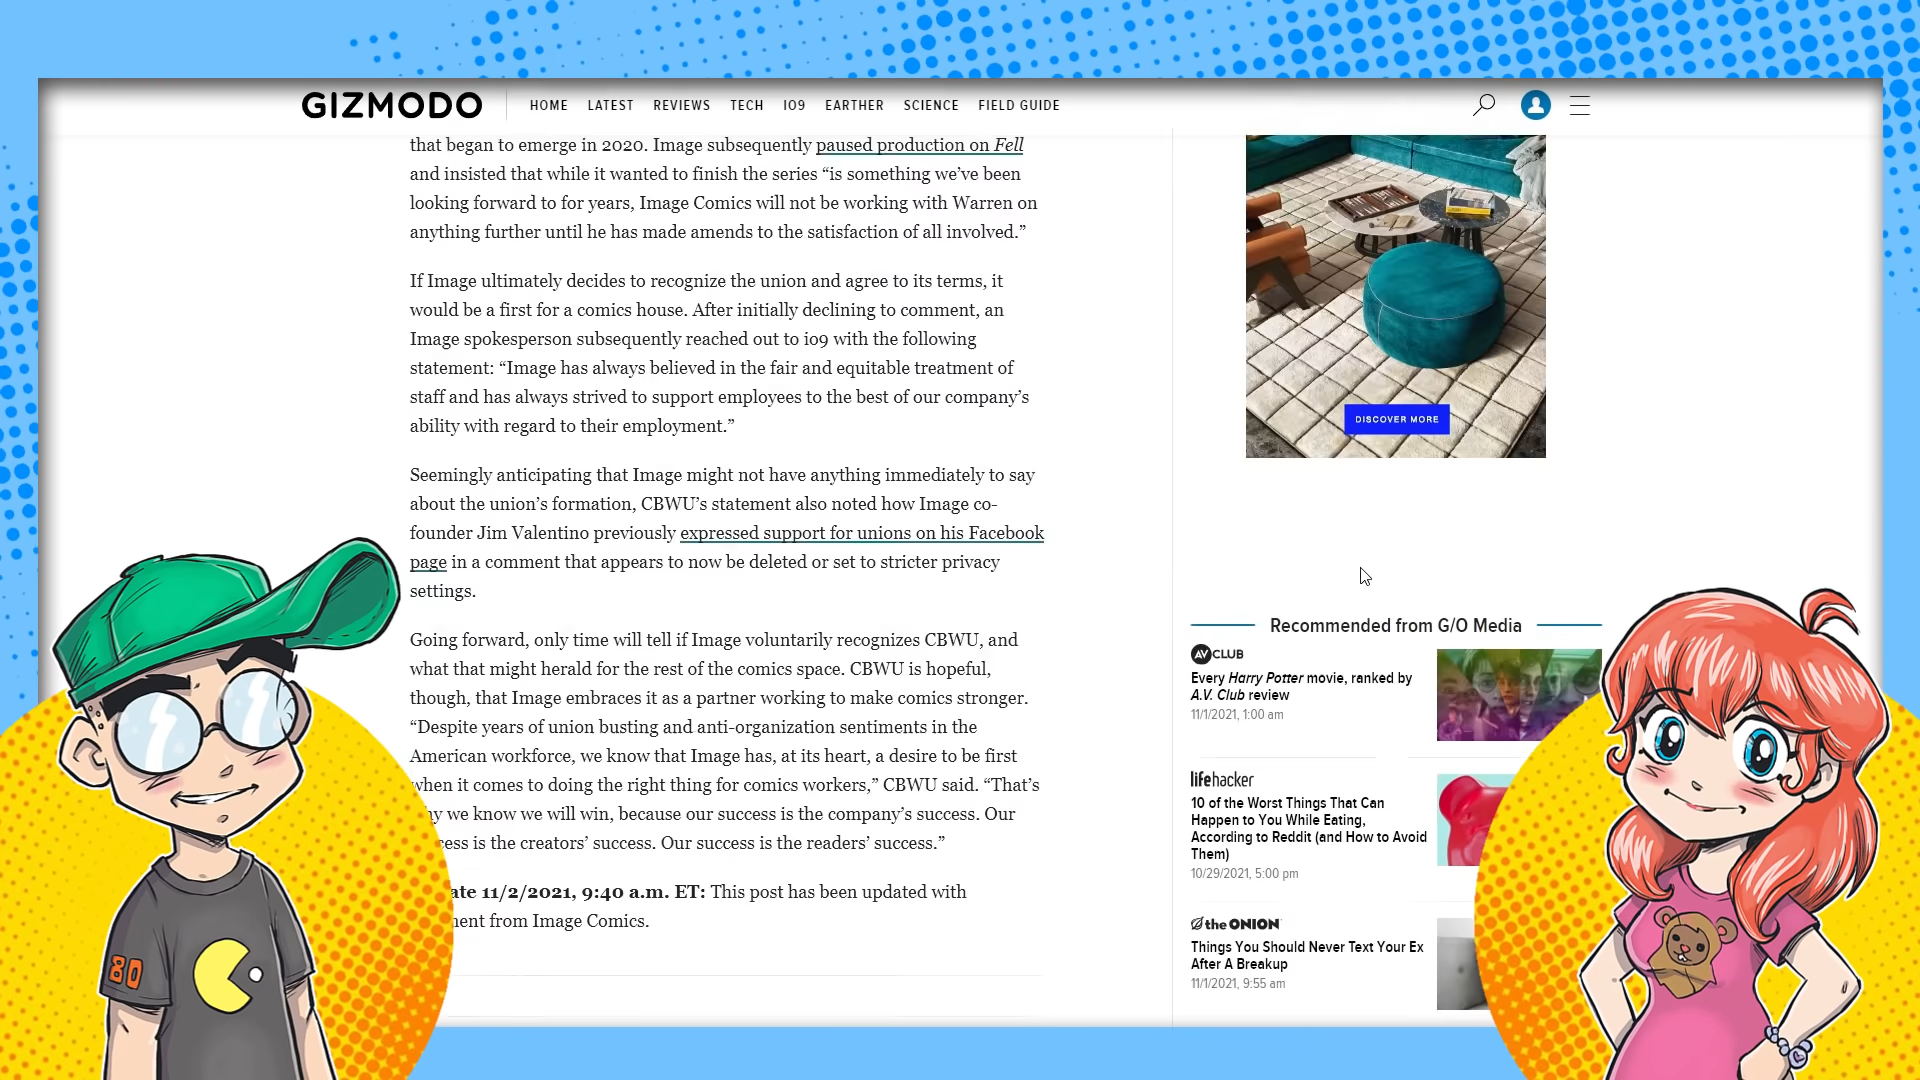 GIZMODO
HOME LATEST REVIEWS TECH IO9 EARTHER SCIENCE FIELD GUIDE
that began to emerge in 2020. Image subsequently paused production on Fell
and insisted that while it wanted to finish the series “is something we’ve been
looking forward to for years, Image Comics will not be working with Warren on
anything further until he has made amends to the satisfaction of all involved.”
If Image ultimately decides to recognize the union and agree to its terms, it
would be a first for a comics house. After initially declining to comment, an
Image spokesperson subsequently reached out to io9 with the following
statement: “Image has always believed in the fair and equitable treatment of
staff and has always strived to support employees to the best of our company’s
ability with regard to their employment.”
Seemingly anticipating that Image might not have anything immediately to say
about the union’s formation, CBWU’s statement also noted how Image co-
founder Jim Valentino previously expressed support for unions on his Facebook
page in a comment that appears to now be deleted or set to stricter privacy
settings.
Going forward, only time will tell if Image voluntarily recognizes CBWU, and
what that might herald for the rest of the comics space. CBWU is hopeful,
though, that Image embraces it as a partner working to make comics stronger.
“Despite years of union busting and anti-organization sentiments in the
American workforce, we know that Image has, at its heart, a desire to be first
when it comes to doing the right thing for comics workers,” CBWU said. “That’s
hy we know we will win, because our success is the company’s success. Our
cess is the creators’ success. Our success is the readers’ success.”
ate 11/2/2021, 9:40 a.m. ET: This post has been updated with
ent from Image Comics.
DISCOVER MORE
Recommended from G/O Media
AV CLUB
Every Harry Potter movie, ranked by
A.V. Club review
11/1/2021, 1:00 am
lifehacker
10 of the Worst Things That Can
Happen to You While Eating,
According to Reddit (and How to Avoid
Them)
10/29/2021, 5:00 pm
the ONION
Things You Should Never Text Your Ex
After A Breakup
11/1/2021, 9:55 am
80